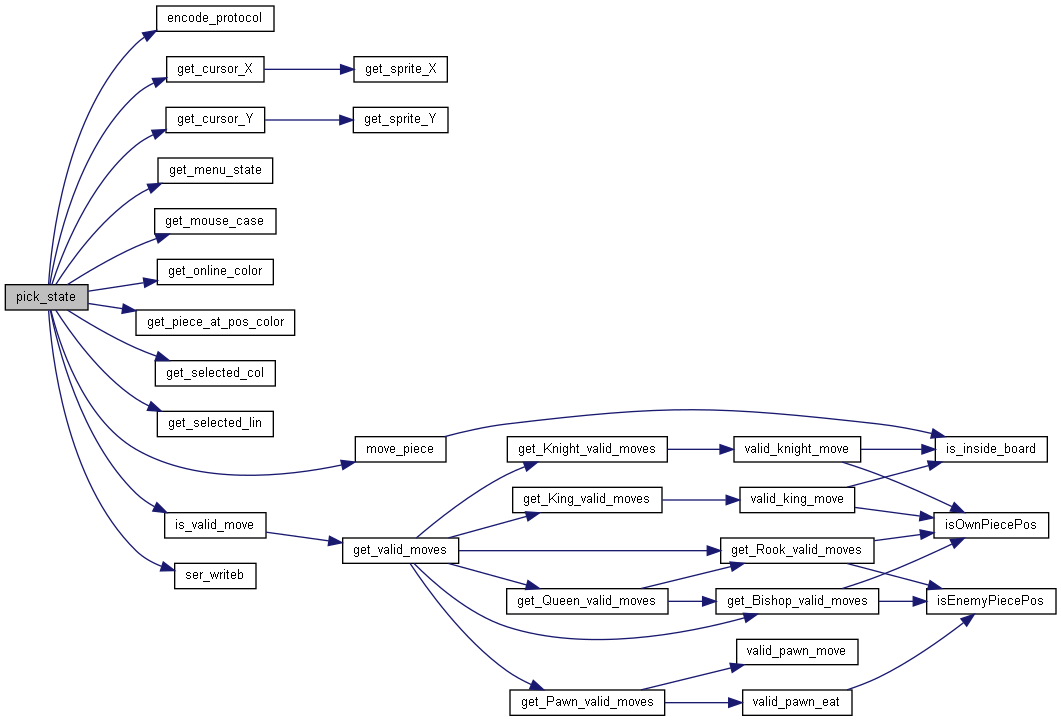 encode_protocol
get_cursor_X
get_sprite_X
get_cursor_Y
get_sprite_Y
get_menu_state
get_mouse_case
get_online_color
pick_state
get_piece_at_pos_color
get_selected_col
get_selected_lin
move_piece
get_Knight_valid_moves
valid_knight_move
is_inside_board
get_King_valid_moves
valid_king_move
is_valid_move
isOwnPiecePos
get_valid_moves
get_Rook_valid_moves
ser_writeb
get_Queen_valid_moves
get_Bishop_valid_moves
isEnemyPiecePos
valid_pawn_move
get_Pawn_valid_moves
valid_pawn_eat